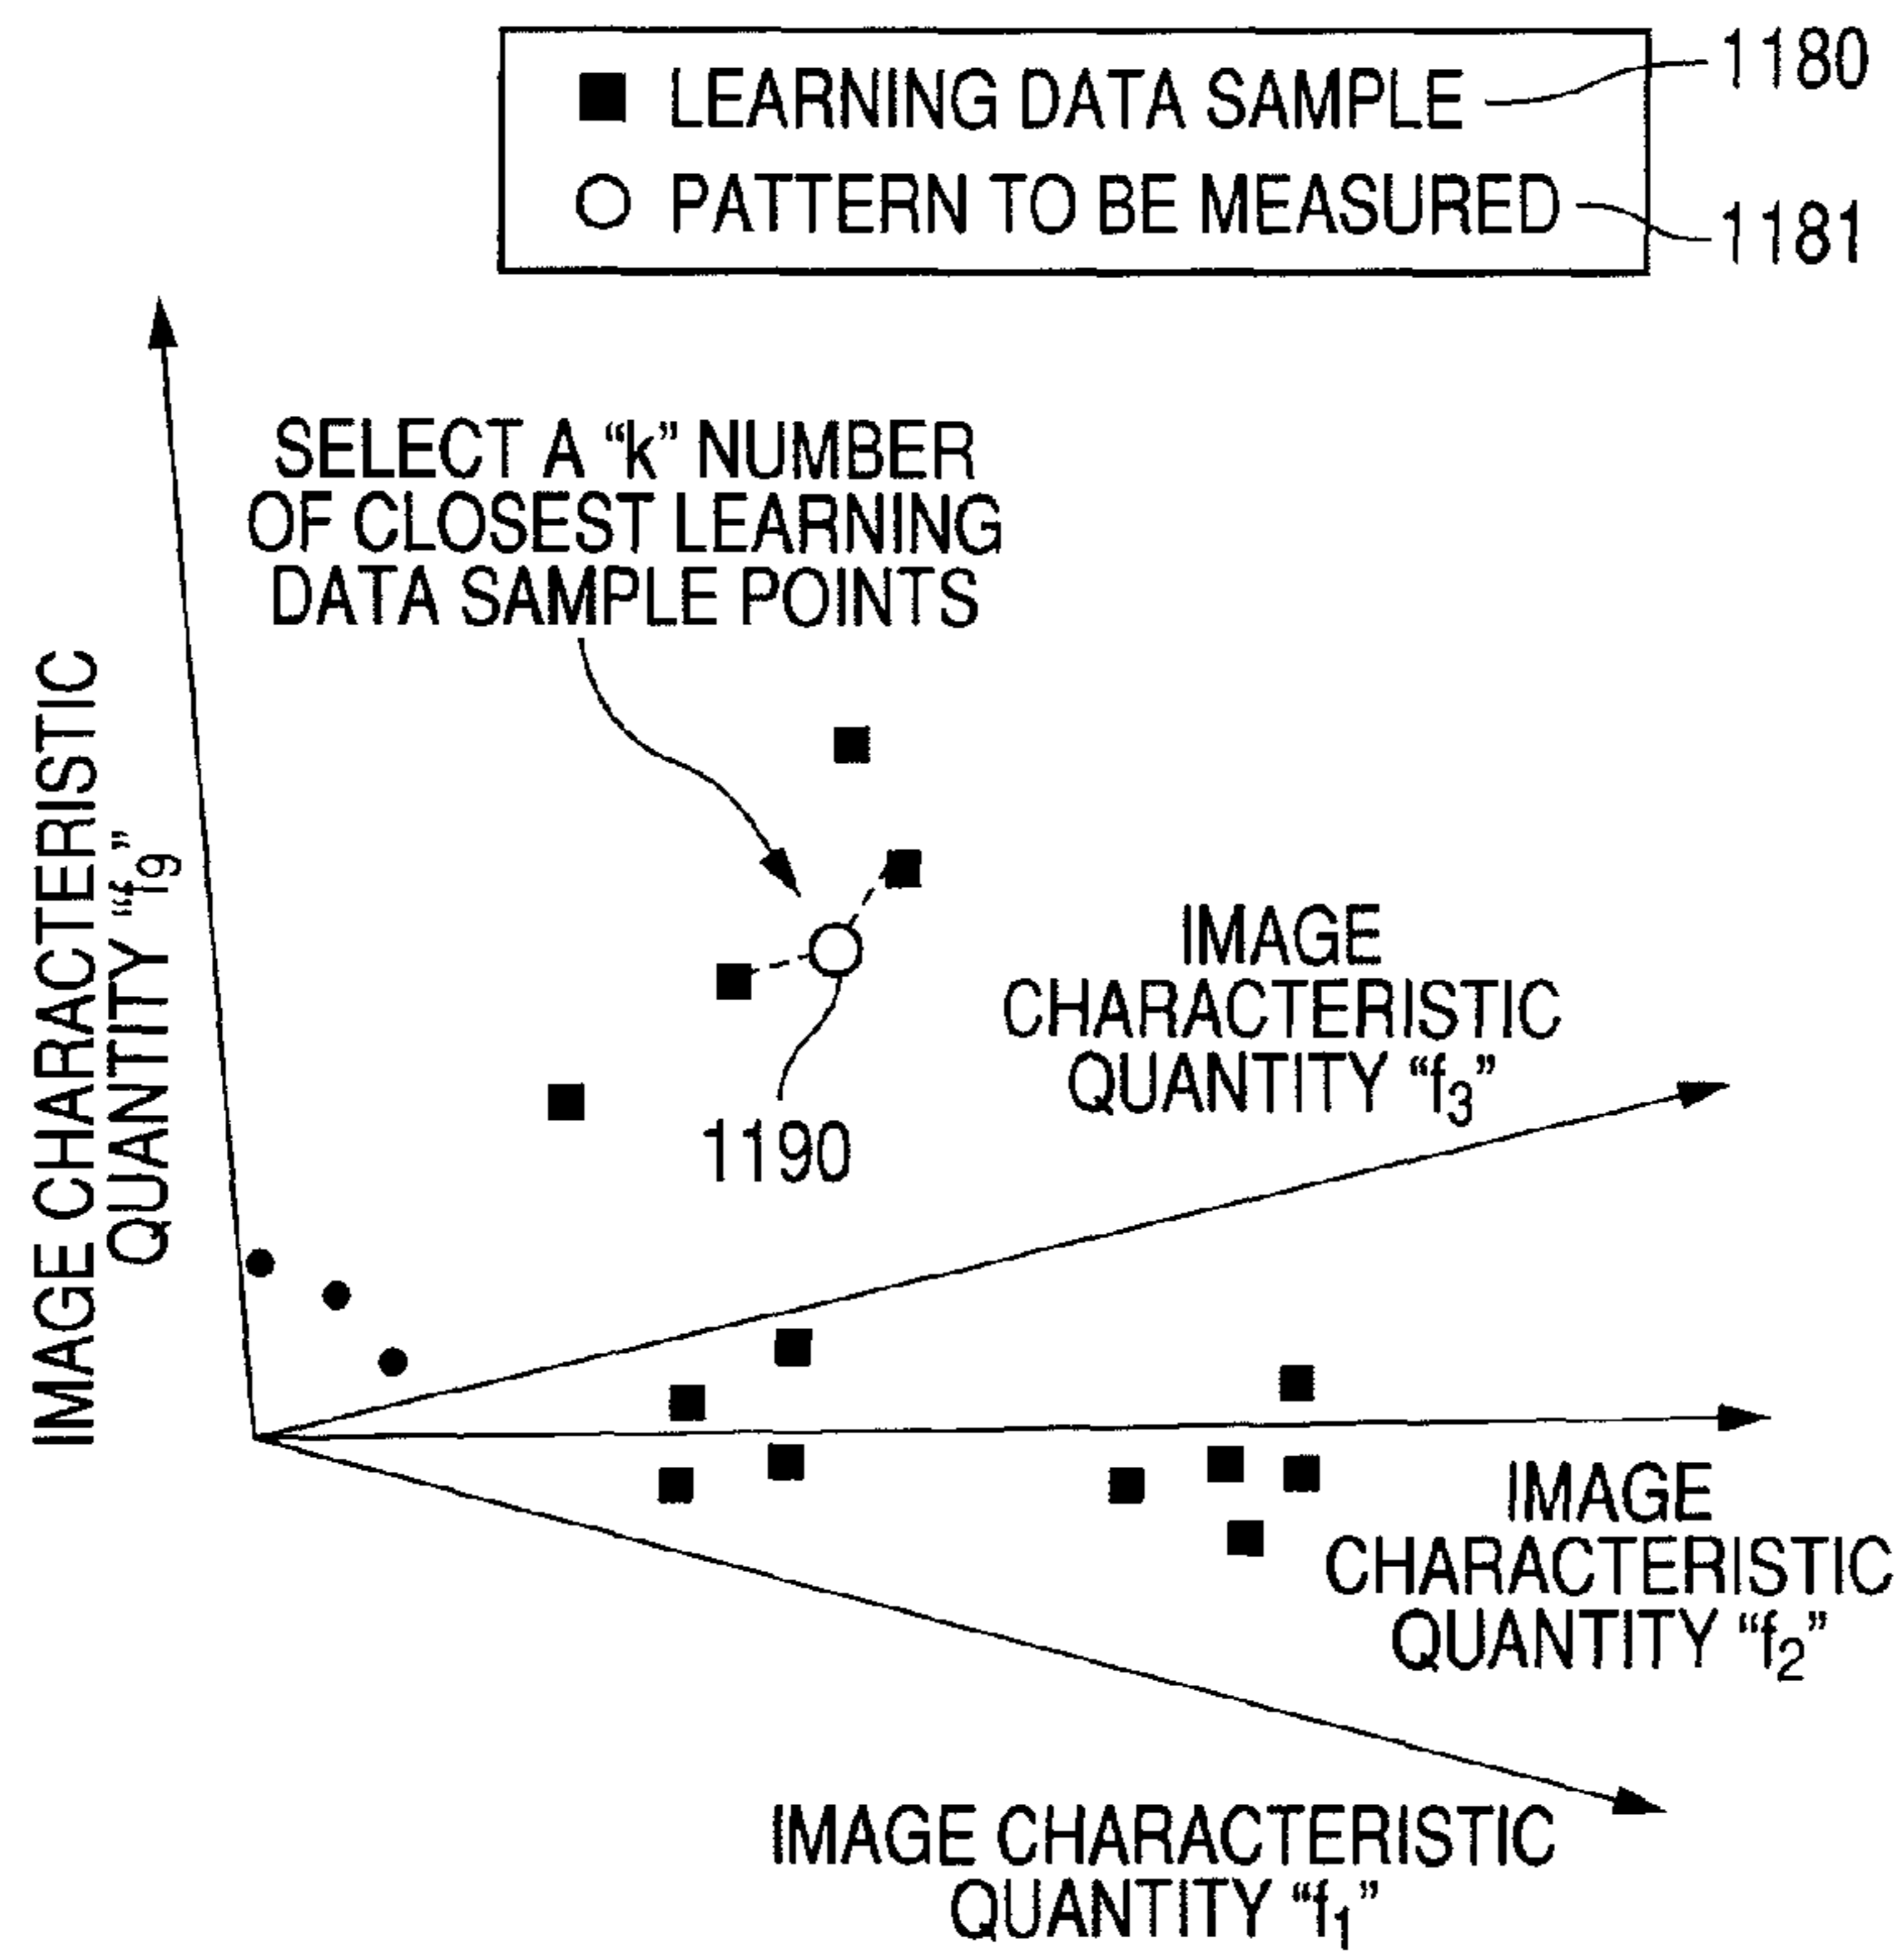 LEARNING DATA SAMPLE
1180
PATTERN TO BE MEASURED
1181
SELECT A “k” NUMBER
OF CLOSEST LEARNING
DATA SAMPLE POINTS
IMAGE CHARACTERISTIC
QUANTITY “f9”
IMAGE
CHARACTERISTIC
QUANTITY “f3”
1190
IMAGE
CHARACTERISTIC
QUANTITY “f2”
IMAGE CHARACTERISTIC
QUANTITY “f1”